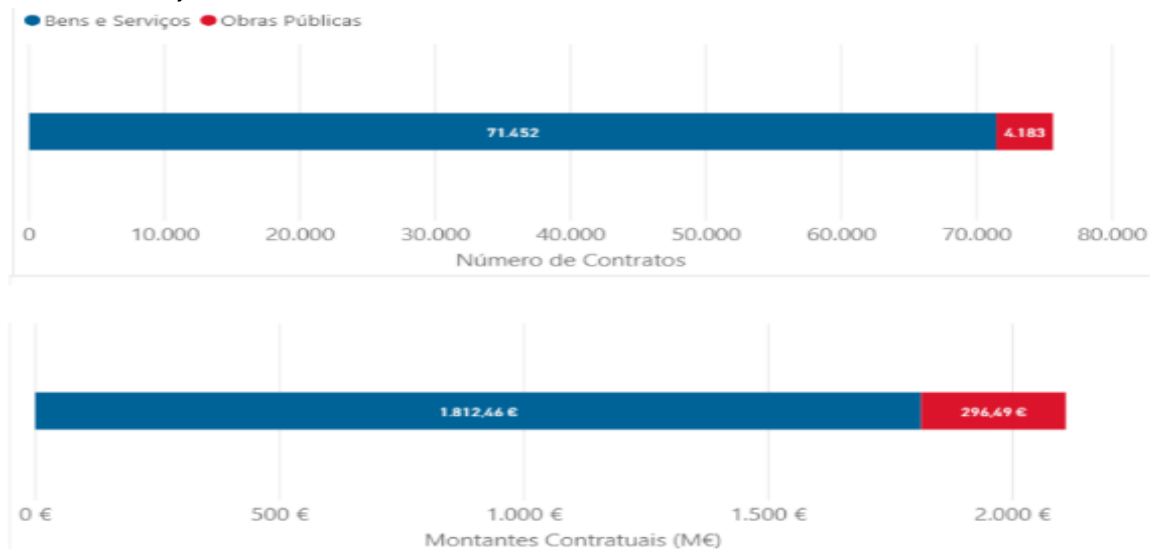 Bens e Serviços Obras Públicas
71.452 4.183
0 10.000 20.000 30.000 40.000 50.000 60.000 70.000 80.000
Número de Contratos
1.812,46 € 296,49 €
0 € 500 € 1.000 € 1.500 € 2.000 €
Montantes Contratuais (M€)